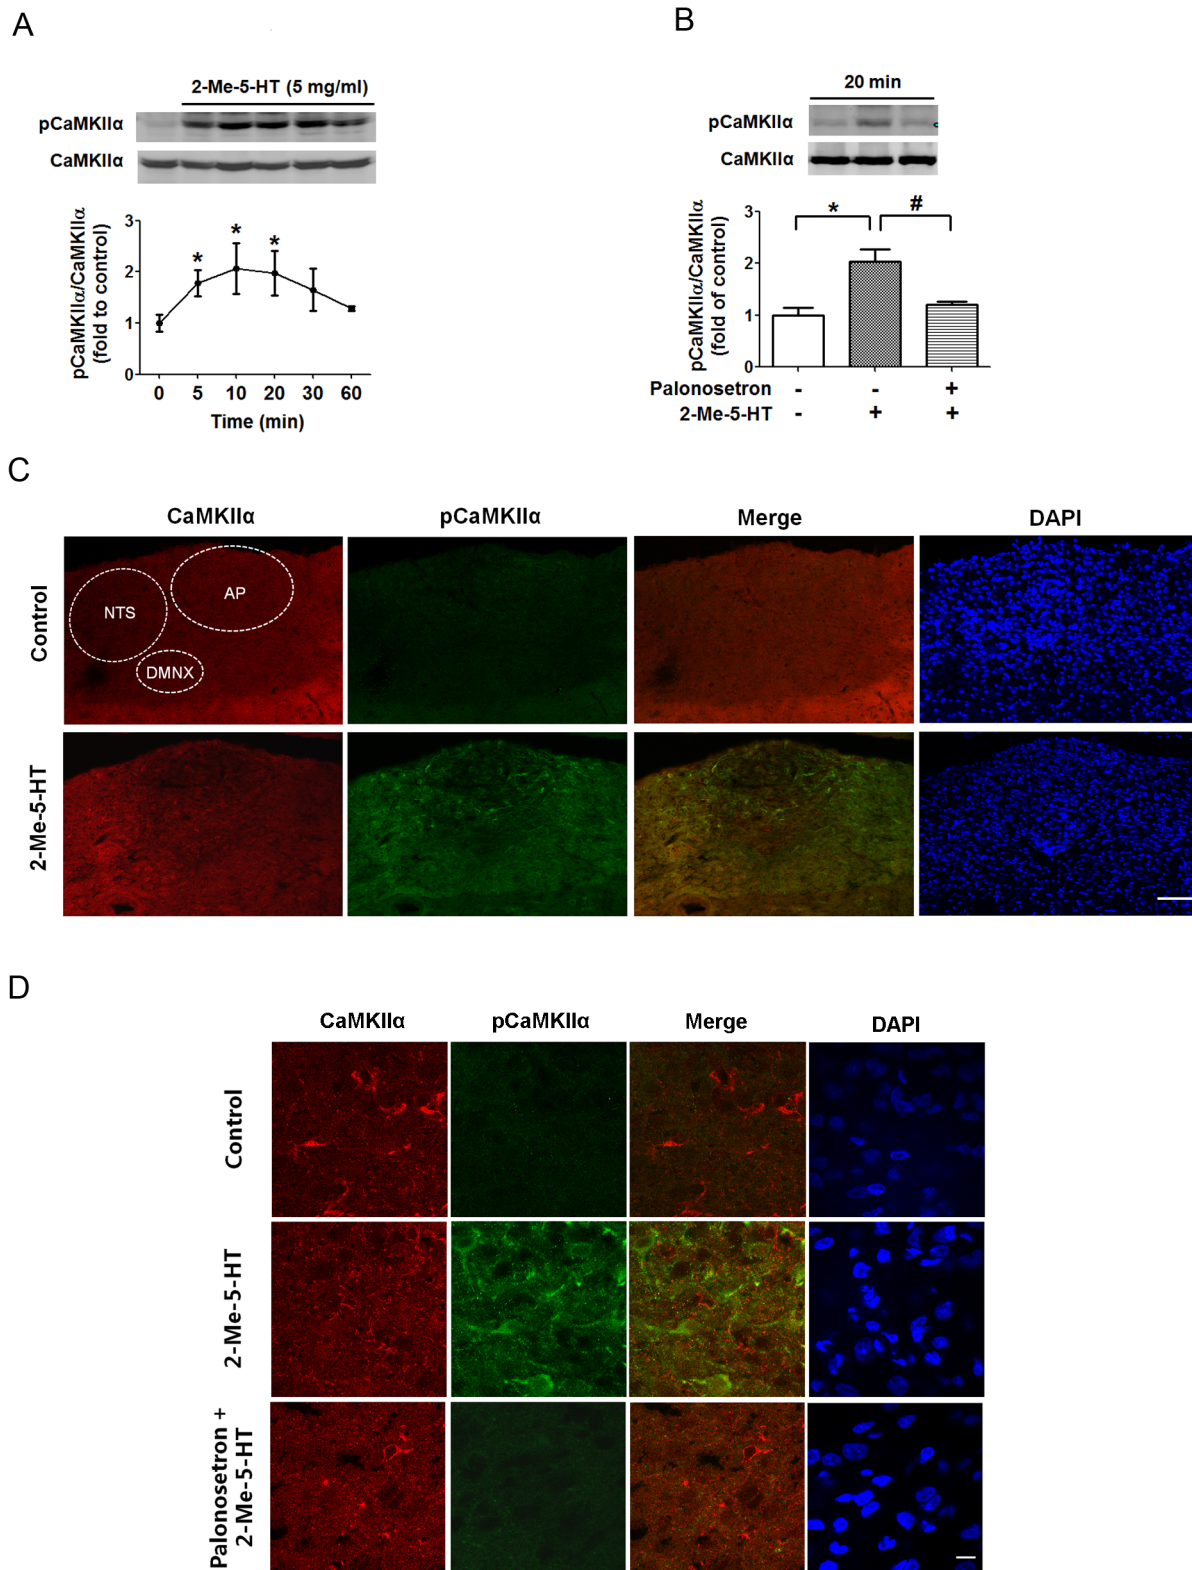 A
2-Me-5-HT (5 mg/ml)
pCaMKIIα
CaMKIIα
pCaMKIIα/CaMKIIα
(fold to control)
3
2
1
0
*
*
*
0 5 10 20 30 60
Time (min)
B
20 min
pCaMKIIα
CaMKIIα
pCaMKIIα/CaMKIIα
(fold of control)
3
2
1
0
* #
Palonosetron - - +
2-Me-5-HT - + +
C
CaMKIIα pCaMKIIα Merge DAPI
Control
NTS
AP
DMNX
2-Me-5-HT
D
CaMKIIα pCaMKIIα Merge DAPI
Control
2-Me-5-HT
Palonosetron +
2-Me-5-HT